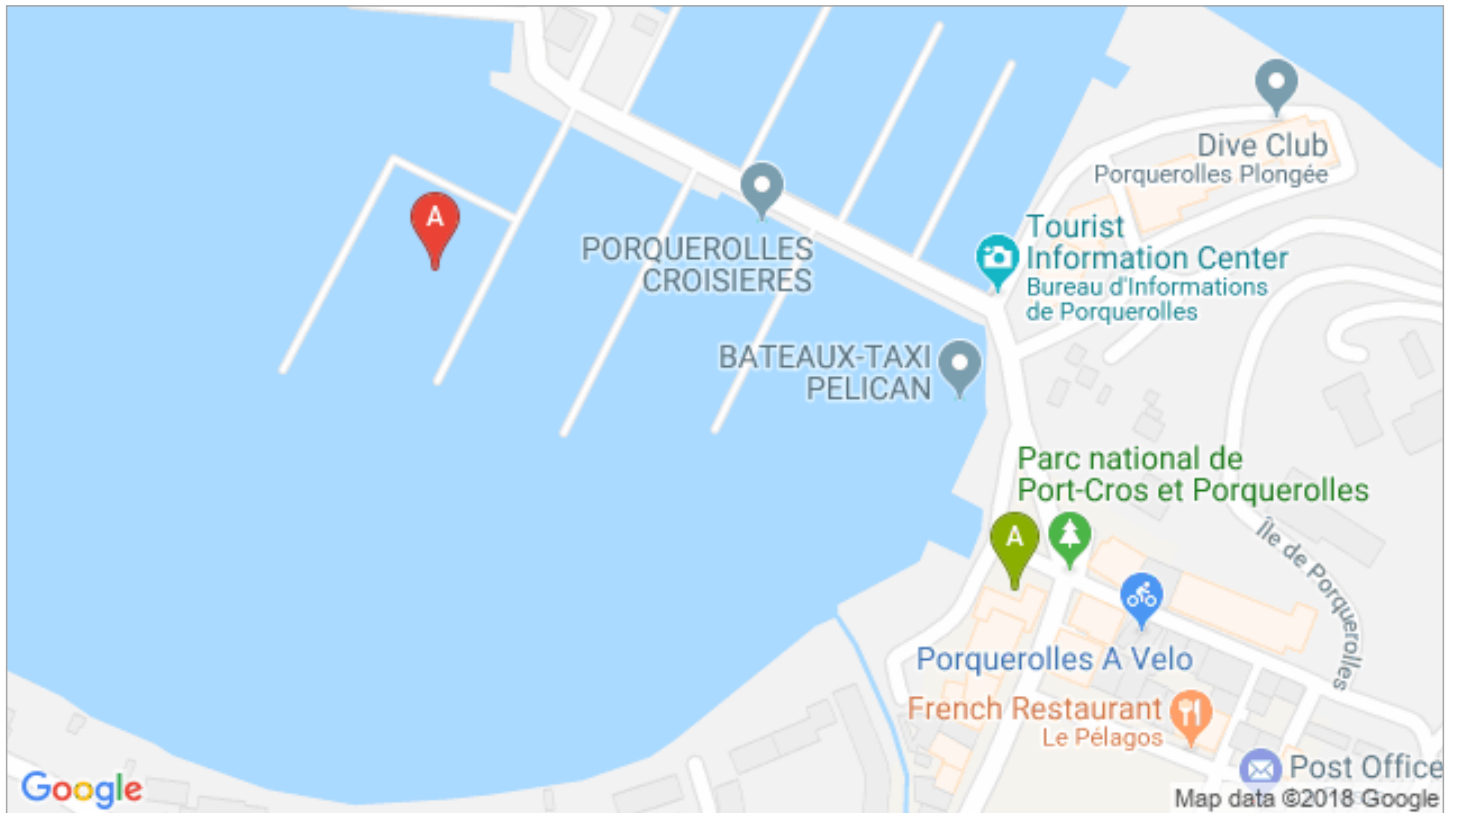 Dive Club
Porquerolles Plongée
A
PORQUEROLLES
CROISIERES
Tourist
Information Center
Bureau d'Informations
de Porquerolles
BATEAUX-TAXI
PELICAN
Parc national de
Port-Cros et Porquerolles
A
Île de Porquerolles
Porquerolles A Velo
French Restaurant
Le Pélagos
Post Office
Google
Map data ©2018 Google